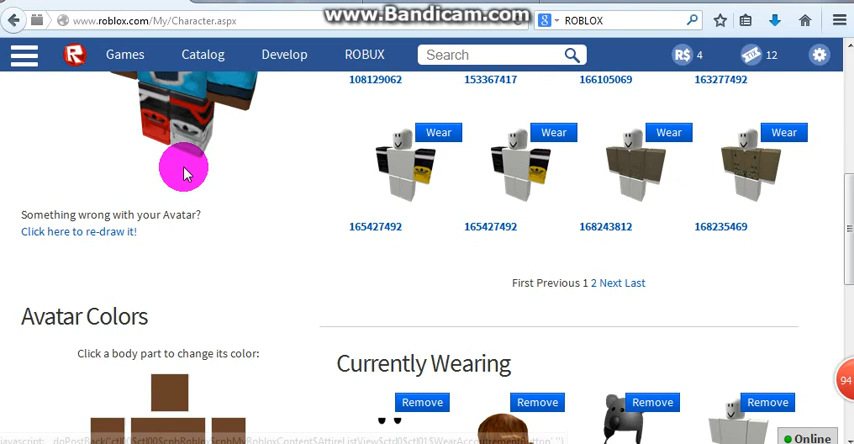 www.Bandicam.com
www.roblox.com/My/Character.aspx
ROBLOX
Games Catalog Develop ROBUX Search R$ 4 TIX 12
108129062 153367417 166105069 163277492
Wear Wear Wear Wear
165427492 165427492 168243812 168235469
Something wrong with your Avatar?
Click here to re-draw it!
First Previous 1 2 Next Last
Avatar Colors
Click a body part to change its color:
Currently Wearing
Remove Remove Remove Remove
94
Online